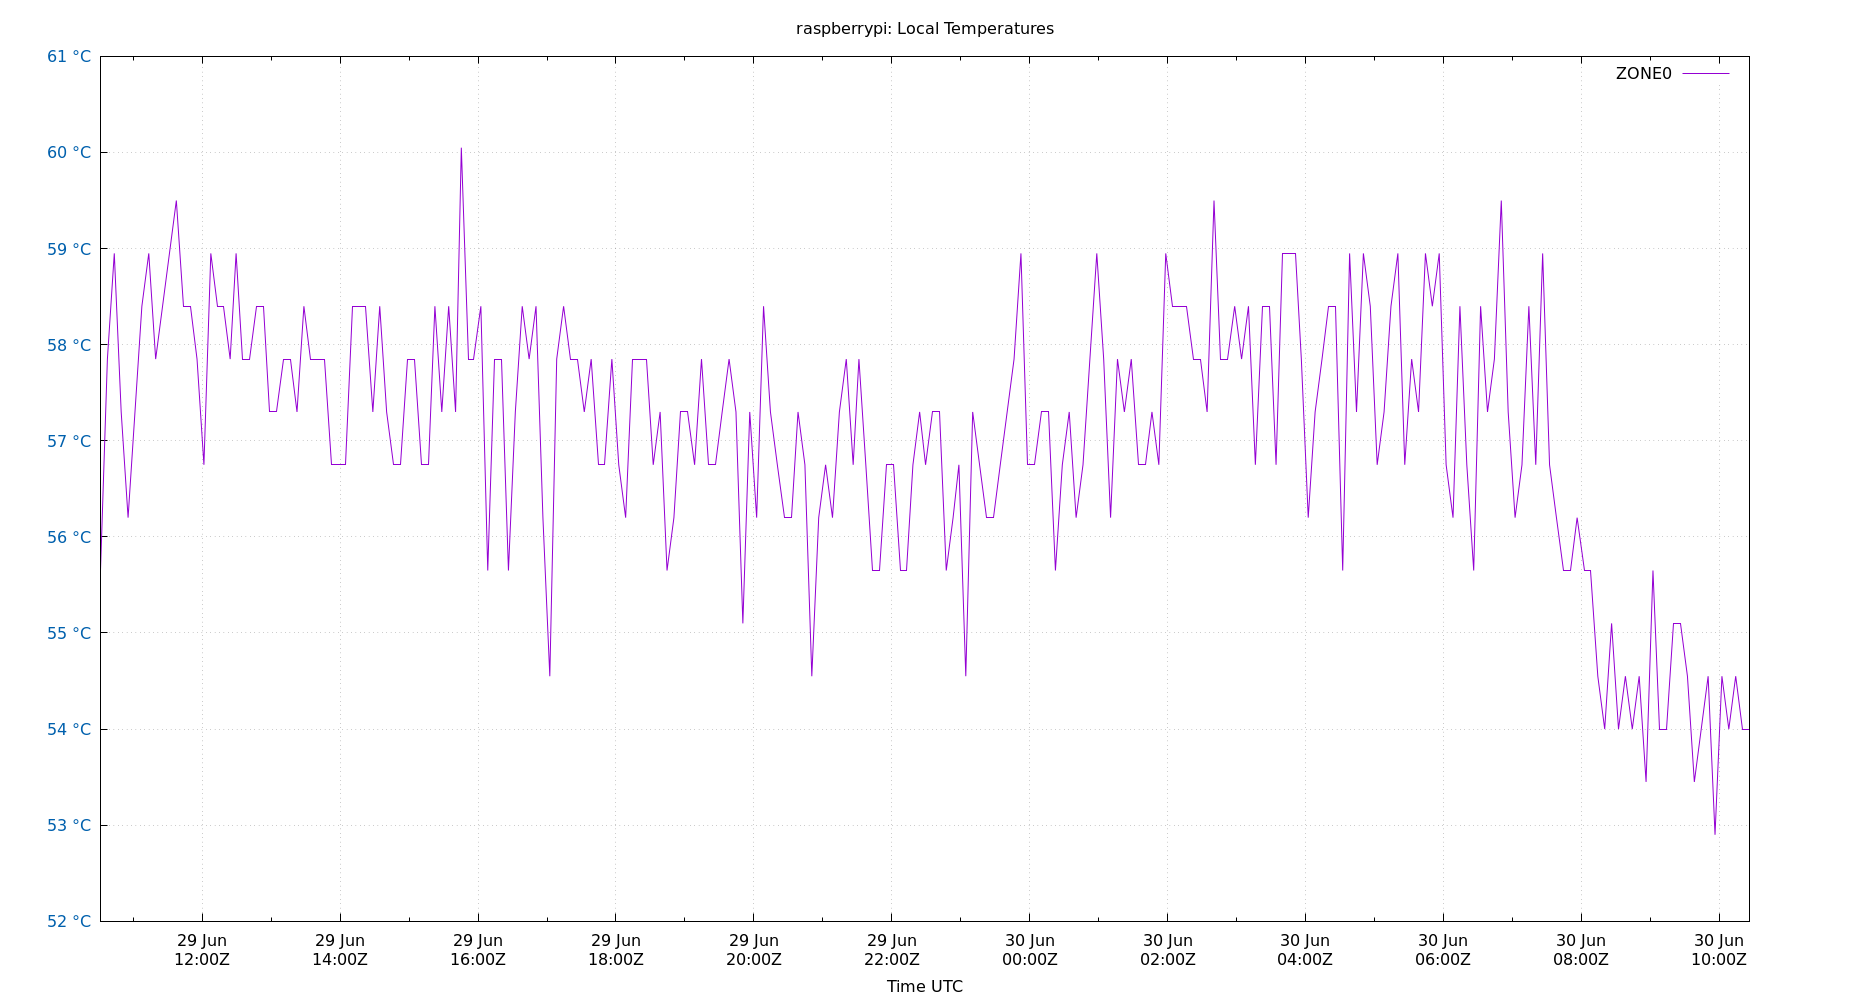 raspberrypi: Local Temperatures
61 °C
ZONE0
60 °C
59 °C
58 °C
57 °C
56 °C
55 °C
54 °C
53 °C
52 °C
29 Jun 29 Jun 29 Jun 29 Jun 29 Jun 29 Jun 30 Jun 30 Jun 30 Jun 30 Jun 30 Jun 30 Jun
12:00Z 14:00Z 16:00Z 18:00Z 20:00Z 22:00Z 00:00Z 02:00Z 04:00Z 06:00Z 08:00Z 10:00Z
Time UTC